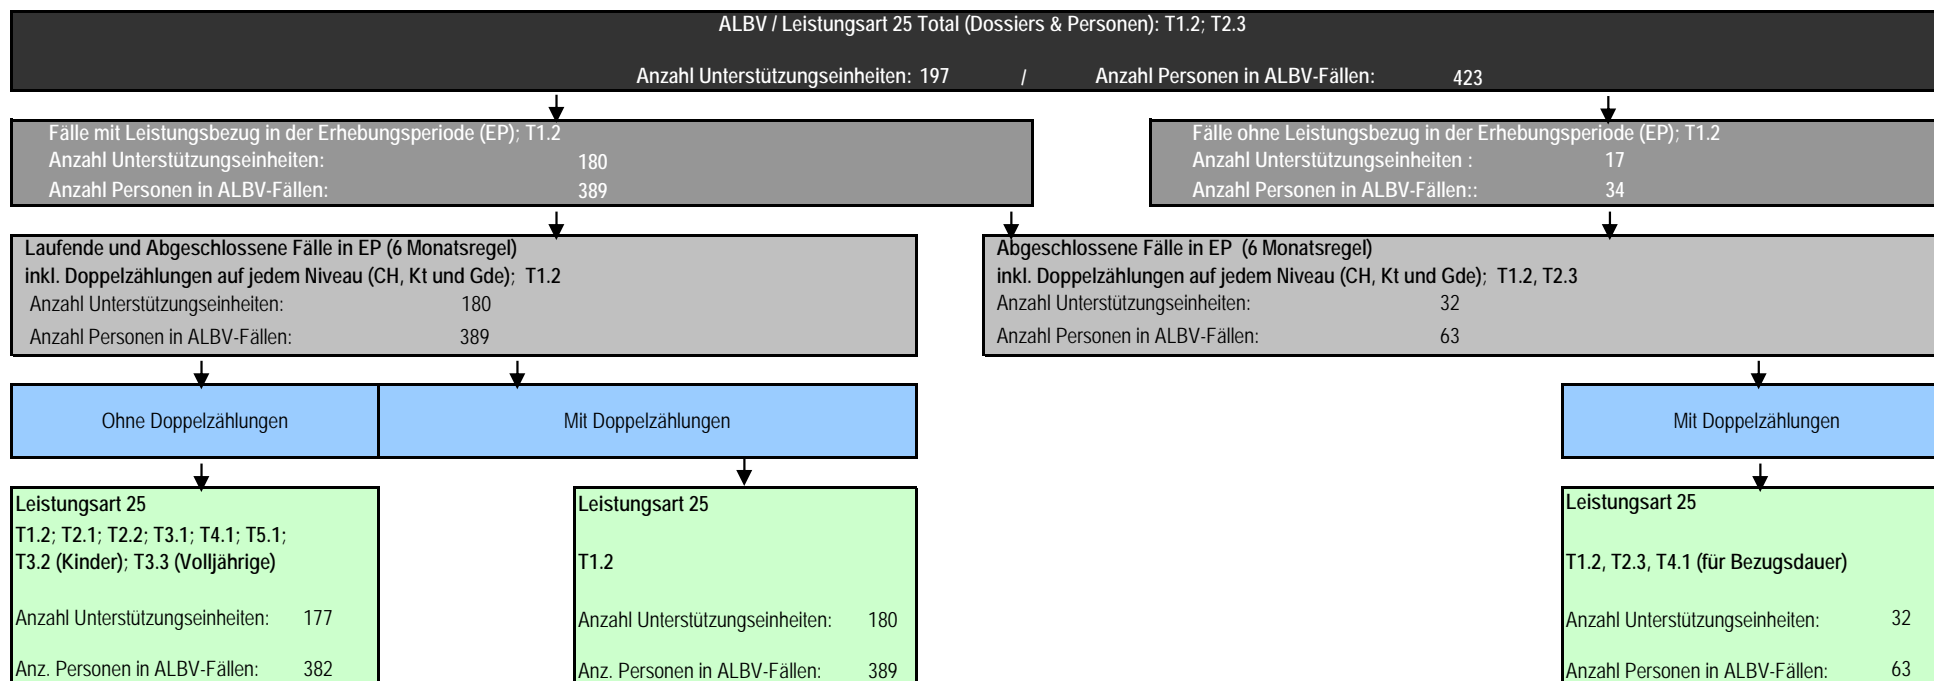 ALBV / Leistungsart 25 Total (Dossiers & Personen): T1.2; T2.3
Anzahl Unterstützungseinheiten: 197 / Anzahl Personen in ALBV-Fällen: 423
Fälle mit Leistungsbezug in der Erhebungsperiode (EP); T1.2
Anzahl Unterstützungseinheiten: 180
Anzahl Personen in ALBV-Fällen: 389
Fälle ohne Leistungsbezug in der Erhebungsperiode (EP); T1.2
Anzahl Unterstützungseinheiten : 17
Anzahl Personen in ALBV-Fällen:: 34
Laufende und Abgeschlossene Fälle in EP (6 Monatsregel)
inkl. Doppelzählungen auf jedem Niveau (CH, Kt und Gde); T1.2
Anzahl Unterstützungseinheiten: 180
Anzahl Personen in ALBV-Fällen: 389
Abgeschlossene Fälle in EP (6 Monatsregel)
inkl. Doppelzählungen auf jedem Niveau (CH, Kt und Gde); T1.2, T2.3
Anzahl Unterstützungseinheiten: 32
Anzahl Personen in ALBV-Fällen: 63
Ohne Doppelzählungen
Mit Doppelzählungen
Mit Doppelzählungen
Leistungsart 25
T1.2; T2.1; T2.2; T3.1; T4.1; T5.1;
T3.2 (Kinder); T3.3 (Volljährige)
Anzahl Unterstützungseinheiten: 177
Anz. Personen in ALBV-Fällen: 382
Leistungsart 25
T1.2
Anzahl Unterstützungseinheiten: 180
Anz. Personen in ALBV-Fällen: 389
Leistungsart 25
T1.2, T2.3, T4.1 (für Bezugsdauer)
Anzahl Unterstützungseinheiten: 32
Anzahl Personen in ALBV-Fällen: 63